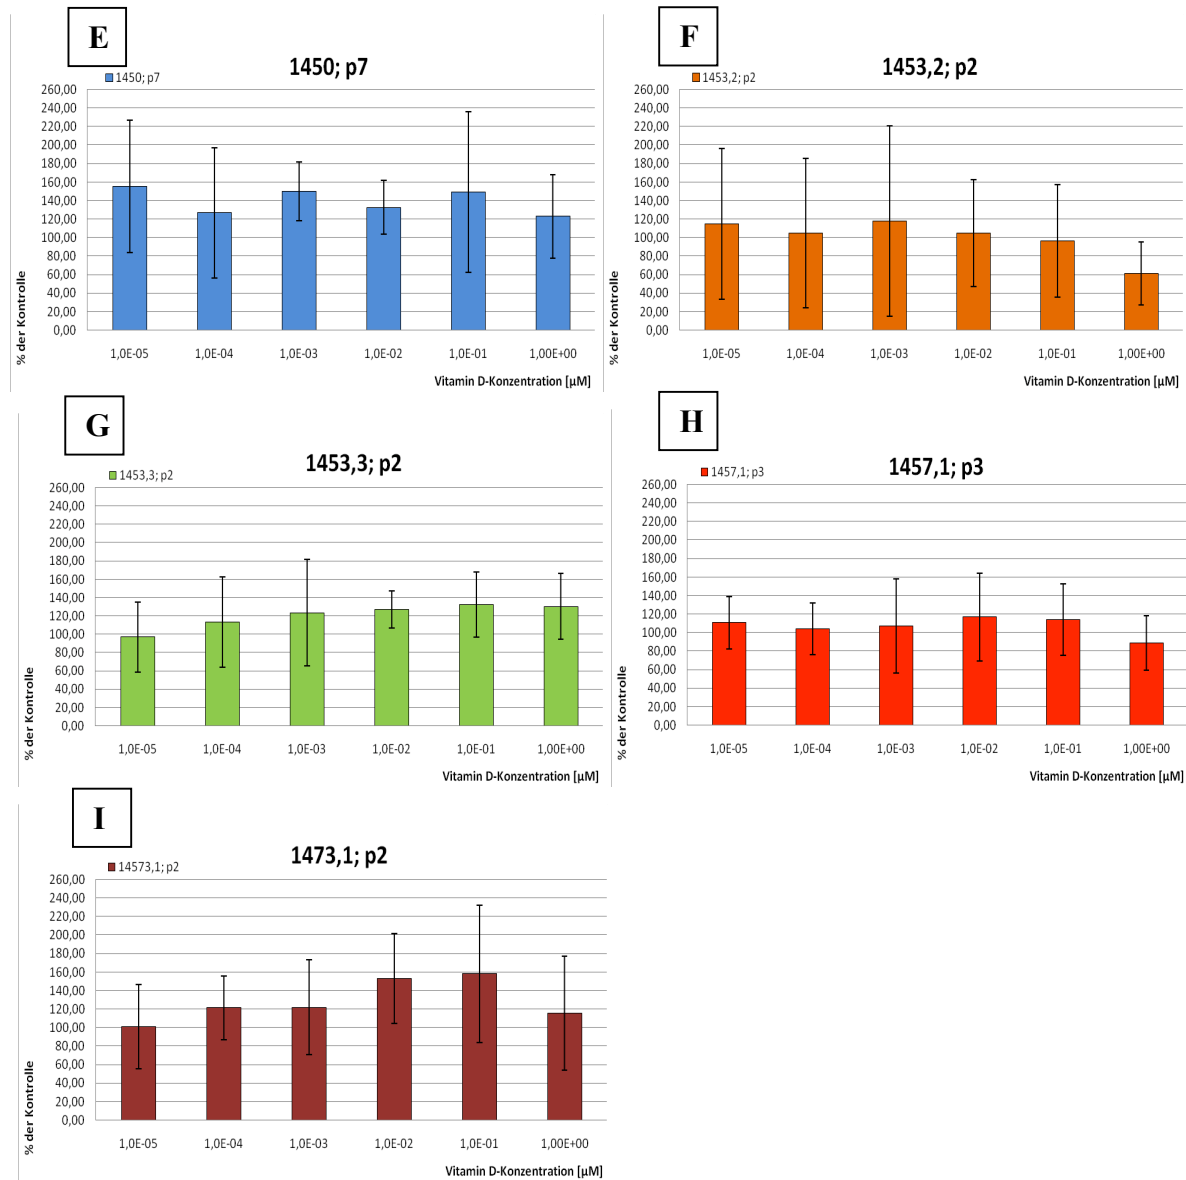 E
1450; p7
1450; p7
260,00
240,00
220,00
200,00
180,00
160,00
140,00
120,00
100,00
80,00
60,00
40,00
20,00
0,00
% der Kontrolle
1,0E-05 1,0E-04 1,0E-03 1,0E-02 1,0E-01 1,00E+00
Vitamin D-Konzentration [µM]
F
1453,2; p2
1453,2; p2
260,00
240,00
220,00
200,00
180,00
160,00
140,00
120,00
100,00
80,00
60,00
40,00
20,00
0,00
% der Kontrolle
1,0E-05 1,0E-04 1,0E-03 1,0E-02 1,0E-01 1,00E+00
Vitamin D-Konzentration [µM]
G
1453,3; p2
1453,3; p2
260,00
240,00
220,00
200,00
180,00
160,00
140,00
120,00
100,00
80,00
60,00
40,00
20,00
0,00
% der Kontrolle
1,0E-05 1,0E-04 1,0E-03 1,0E-02 1,0E-01 1,00E+00
Vitamin D-Konzentration [µM]
H
1457,1; p3
1457,1; p3
260,00
240,00
220,00
200,00
180,00
160,00
140,00
120,00
100,00
80,00
60,00
40,00
20,00
0,00
% der Kontrolle
1,0E-05 1,0E-04 1,0E-03 1,0E-02 1,0E-01 1,00E+00
Vitamin D-Konzentration [µM]
I
1473,1; p2
14573,1; p2
260,00
240,00
220,00
200,00
180,00
160,00
140,00
120,00
100,00
80,00
60,00
40,00
20,00
0,00
% der Kontrolle
1,0E-05 1,0E-04 1,0E-03 1,0E-02 1,0E-01 1,00E+00
Vitamin D-Konzentration [µM]